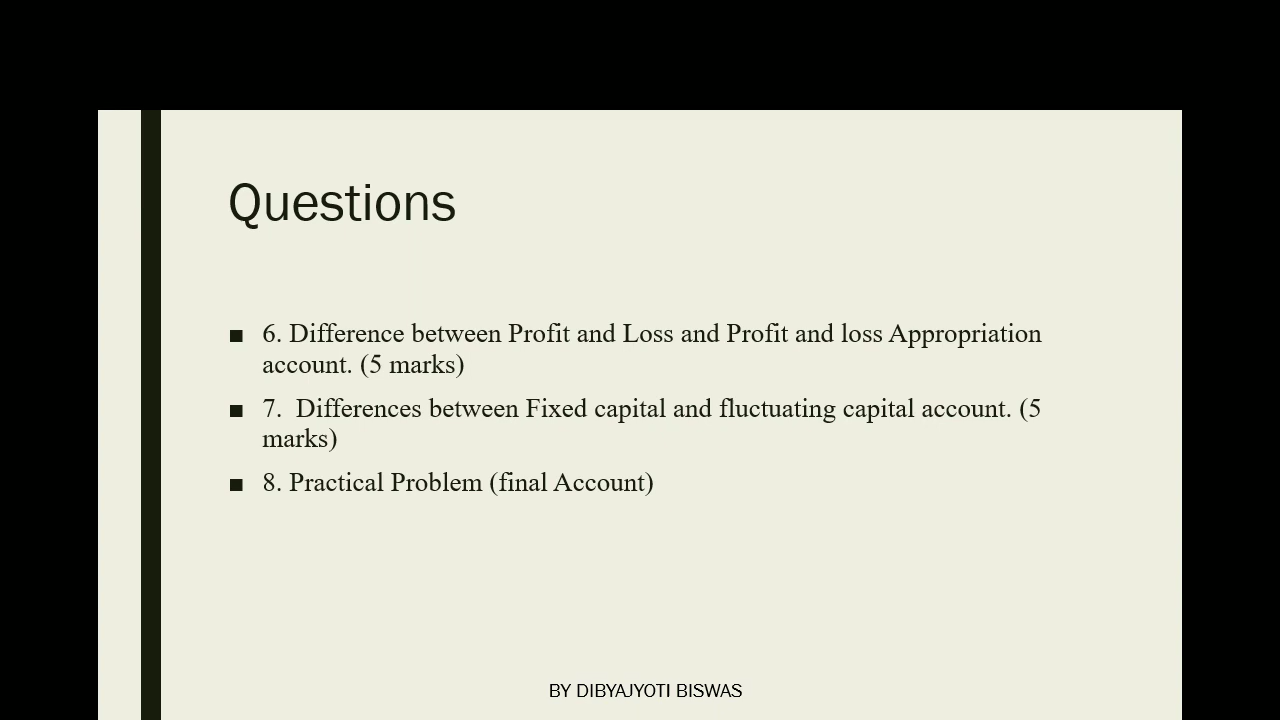 Questions
■ 6. Difference between Profit and Loss and Profit and loss Appropriation
account. (5 marks)
■ 7.  Differences between Fixed capital and fluctuating capital account. (5
marks)
■ 8. Practical Problem (final Account)
BY DIBYAJYOTI BISWAS